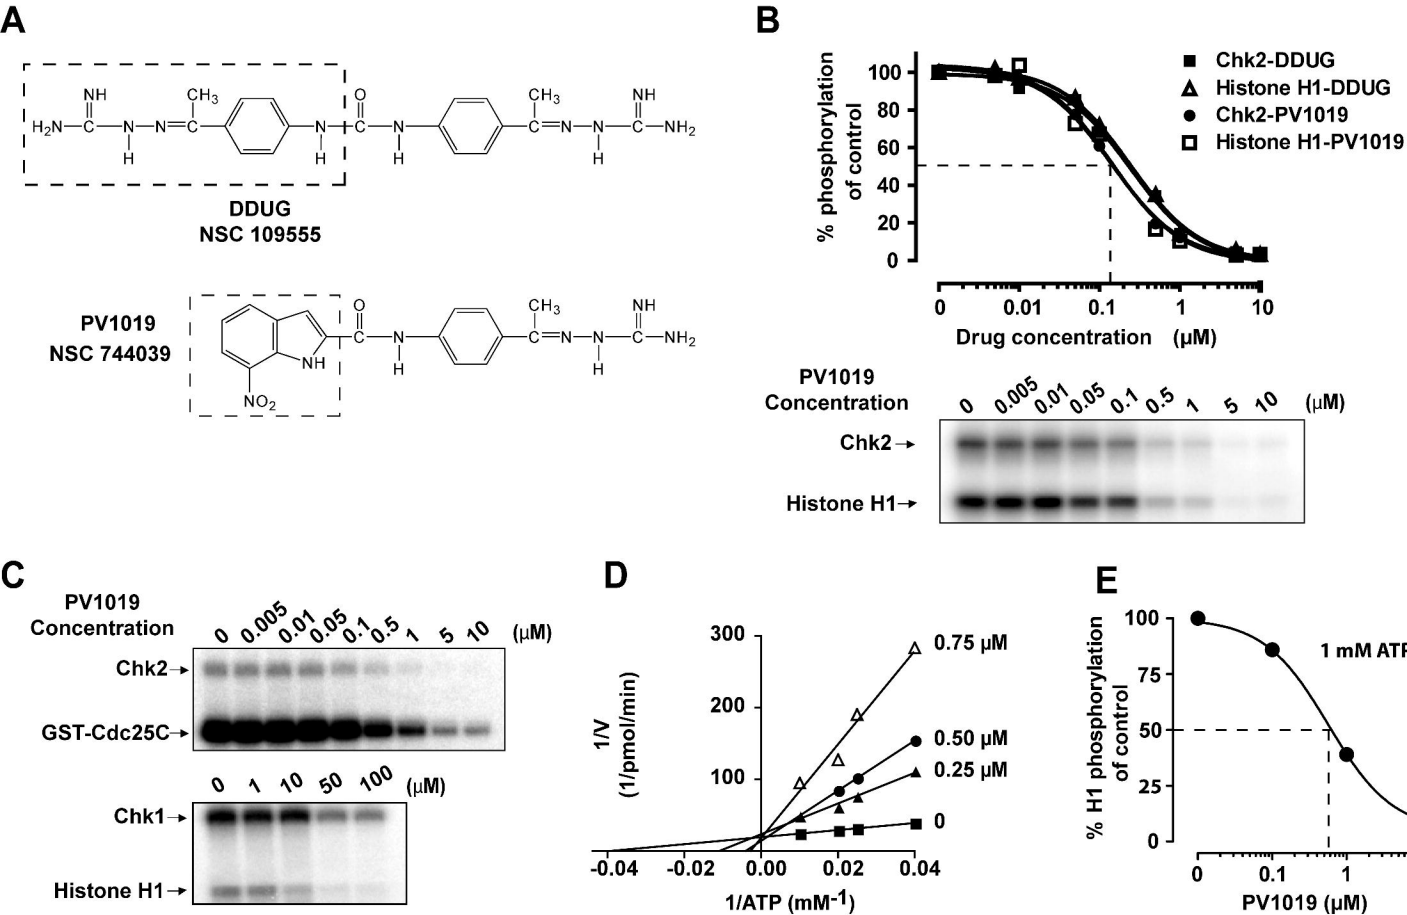 A
NH
H2N
C
N
H
N
C
CH3
N
H
O
C
N
H
CH3
C
N
N
H
NH
C
NH2
DDUG
NSC 109555
PV1019
NSC 744039
NH
NO2
O
C
N
H
CH3
C
N
N
H
NH
C
NH2
B
% phosphorylation
of control
100
80
60
40
20
0
0
0.01
0.1
1
10
Drug concentration (µM)
Chk2-DDUG
Histone H1-DDUG
Chk2-PV1019
Histone H1-PV1019
PV1019
Concentration
0 0.005 0.01 0.05 0.1 0.5 1 5 10 (µM)
Chk2
Histone H1
C
PV1019
Concentration
0 0.005 0.01 0.05 0.1 0.5 1 5 10 (µM)
Chk2
GST-Cdc25C
0 1 10 50 100 (µM)
Chk1
Histone H1
D
1/V
(1/pmol/min)
300
200
100
0.75 µM
0.50 µM
0.25 µM
0
-0.04 -0.02 0.00 0.02 0.04
1/ATP (mM-1)
E
% H1 phosphorylation
of control
100
75
50
25
0
1 mM ATP
0 0.1 1
PV1019 (µM)